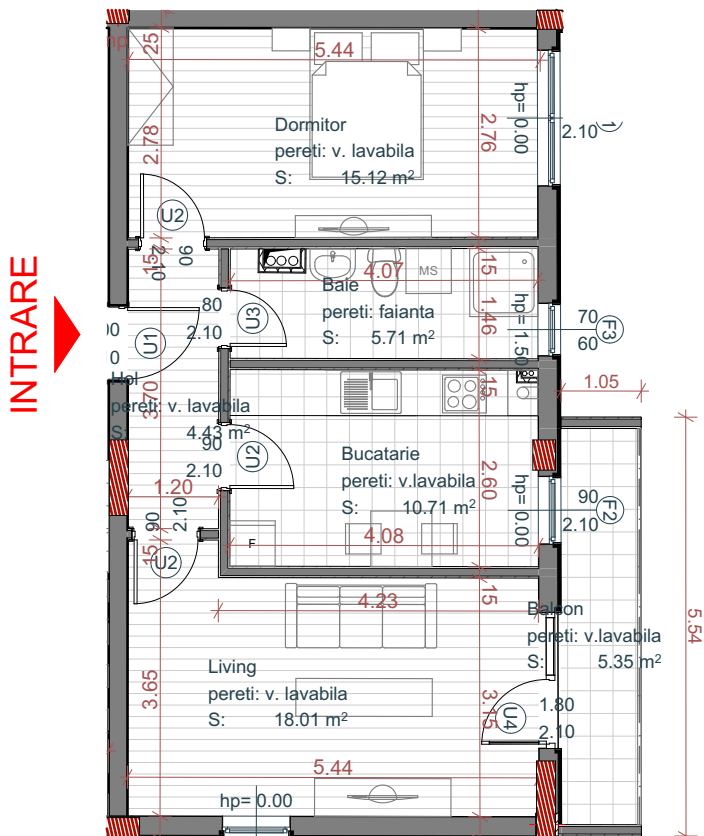 hp
25
5.44
2.76
hp= 0.00
2.10
1
Dormitor
pereti: v. lavabila
S: 15.12 m²
2.78
U2
90
2.10
15
15
4.07
MS
Baie
pereti: faianta
S: 5.71 m²
1.46
hp= 1.50
70
60
F3
80
2.10
U3
INTRARE
U1
00
0
Hol
pereti: v. lavabila
S: 4.43 m²
3.70
15
1.05
90
2.10
U2
Bucatarie
pereti: v.lavabila
S: 10.71 m²
2.60
hp= 0.00
90
2.10
F2
1.20
90
2.10
F
4.08
15
U2
15
4.23
Balcon
pereti: v.lavabila
S: 5.35 m²
5.54
Living
pereti: v. lavabila
S: 18.01 m²
3.65
3.15
U4
1.80
2.10
5.44
hp= 0.00